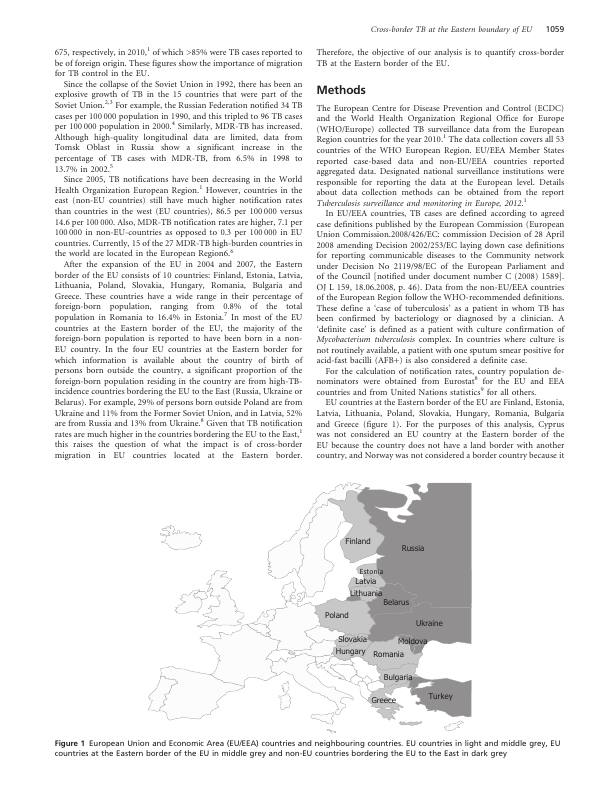 Cross-border TB at the Eastern boundary of EU 1059
675, respectively, in 2010,1 of which >85% were TB cases reported to
be of foreign origin. These figures show the importance of migration
for TB control in the EU.
Since the collapse of the Soviet Union in 1992, there has been an
explosive growth of TB in the 15 countries that were part of the
Soviet Union.2,3 For example, the Russian Federation notified 34 TB
cases per 100 000 population in 1990, and this tripled to 96 TB cases
per 100 000 population in 2000.4 Similarly, MDR-TB has increased.
Although high-quality longitudinal data are limited, data from
Tomsk Oblast in Russia show a significant increase in the
percentage of TB cases with MDR-TB, from 6.5% in 1998 to
13.7% in 2002.5
Since 2005, TB notifications have been decreasing in the World
Health Organization European Region.1 However, countries in the
east (non-EU countries) still have much higher notification rates
than countries in the west (EU countries), 86.5 per 100 000 versus
14.6 per 100 000. Also, MDR-TB notification rates are higher, 7.1 per
100 000 in non-EU-countries as opposed to 0.3 per 100 000 in EU
countries. Currently, 15 of the 27 MDR-TB high-burden countries in
the world are located in the European Region6.6
After the expansion of the EU in 2004 and 2007, the Eastern
border of the EU consists of 10 countries: Finland, Estonia, Latvia,
Lithuania, Poland, Slovakia, Hungary, Romania, Bulgaria and
Greece. These countries have a wide range in their percentage of
foreign-born population, ranging from 0.8% of the total
population in Romania to 16.4% in Estonia.7 In most of the EU
countries at the Eastern border of the EU, the majority of the
foreign-born population is reported to have been born in a non-
EU country. In the four EU countries at the Eastern border for
which information is available about the country of birth of
persons born outside the country, a significant proportion of the
foreign-born population residing in the country are from high-TB-
incidence countries bordering the EU to the East (Russia, Ukraine or
Belarus). For example, 29% of persons born outside Poland are from
Ukraine and 11% from the Former Soviet Union, and in Latvia, 52%
are from Russia and 13% from Ukraine.8 Given that TB notification
rates are much higher in the countries bordering the EU to the East,1
this raises the question of what the impact is of cross-border
migration in EU countries located at the Eastern border.
Therefore, the objective of our analysis is to quantify cross-border
TB at the Eastern border of the EU.
Methods
The European Centre for Disease Prevention and Control (ECDC)
and the World Health Organization Regional Office for Europe
(WHO/Europe) collected TB surveillance data from the European
Region countries for the year 2010.1 The data collection covers all 53
countries of the WHO European Region. EU/EEA Member States
reported case-based data and non-EU/EEA countries reported
aggregated data. Designated national surveillance institutions were
responsible for reporting the data at the European level. Details
about data collection methods can be obtained from the report
Tuberculosis surveillance and monitoring in Europe, 2012.1
In EU/EEA countries, TB cases are defined according to agreed
case definitions published by the European Commission (European
Union Commission.2008/426/EC: commission Decision of 28 April
2008 amending Decision 2002/253/EC laying down case definitions
for reporting communicable diseases to the Community network
under Decision No 2119/98/EC of the European Parliament and
of the Council [notified under document number C (2008) 1589].
OJ L 159, 18.06.2008, p. 46). Data from the non-EU/EEA countries
of the European Region follow the WHO-recommended definitions.
These define a 'case of tuberculosis' as a patient in whom TB has
been confirmed by bacteriology or diagnosed by a clinician. A
'definite case' is defined as a patient with culture confirmation of
Mycobacterium tuberculosis complex. In countries where culture is
not routinely available, a patient with one sputum smear positive for
acid-fast bacilli (AFB+) is also considered a definite case.
For the calculation of notification rates, country population de-
nominators were obtained from Eurostat8 for the EU and EEA
countries and from United Nations statistics9 for all others.
EU countries at the Eastern border of the EU are Finland, Estonia,
Latvia, Lithuania, Poland, Slovakia, Hungary, Romania, Bulgaria
and Greece (figure 1). For the purposes of this analysis, Cyprus
was not considered an EU country at the Eastern border of the
EU because the country does not have a land border with another
country, and Norway was not considered a border country because it
Finland
Russia
Estonia
Latvia
Lithuania
Belarus
Poland
Ukraine
Slovakia
Moldova
Hungary
Romania
Bulgaria
Turkey
Greece
Figure 1 European Union and Economic Area (EU/EEA) countries and neighbouring countries. EU countries in light and middle grey, EU
countries at the Eastern border of the EU in middle grey and non-EU countries bordering the EU to the East in dark grey